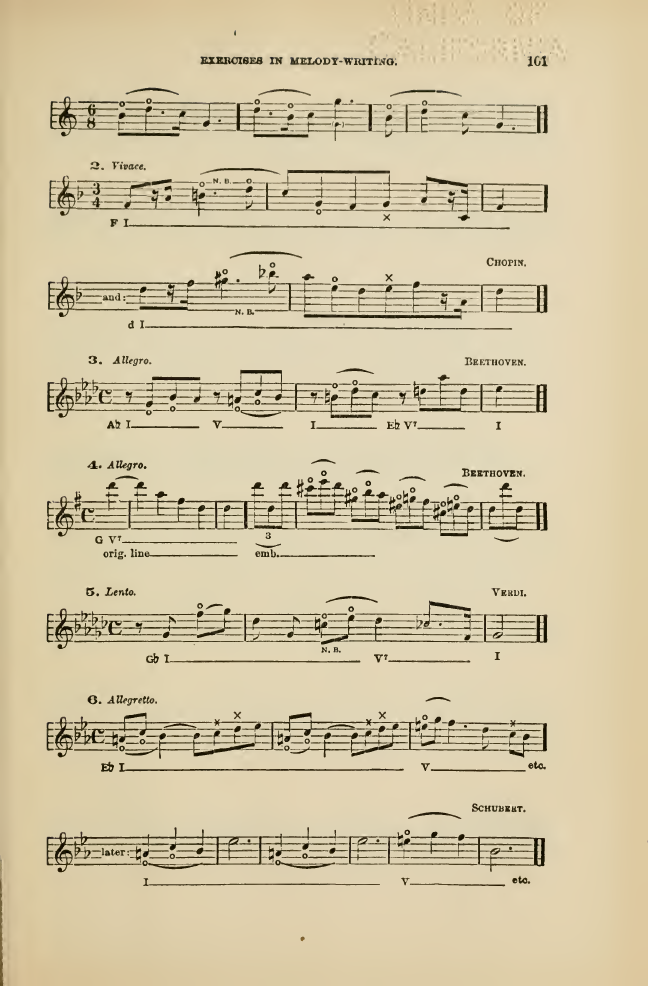 EXERCISES IN MELODY-WRITING. 101
2. Vivace.
N.B.
F I
CHOPIN.
and:
N.B.
d I
3. Allegro. BEETHOVEN.
A♭ I V I E♭ V7 I
4. Allegro. BEETHOVEN.
3
G V7
orig. line emb.
5. Lento. VERDI.
N.B.
G♭ I V7 I
6. Allegretto.
E♭ I V etc.
SCHUBERT.
later:
I V etc.